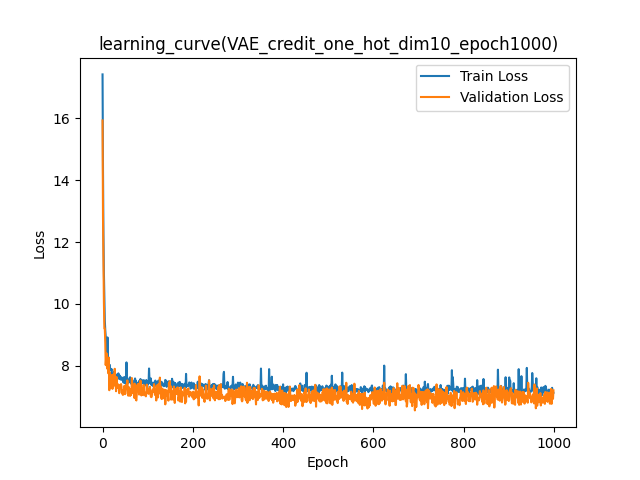 learning_curve(VAE_credit_one_hot_dim10_epoch1000)
Train Loss
Validation Loss
16
14
12
10
8
Loss
0
200
400
600
800
1000
Epoch